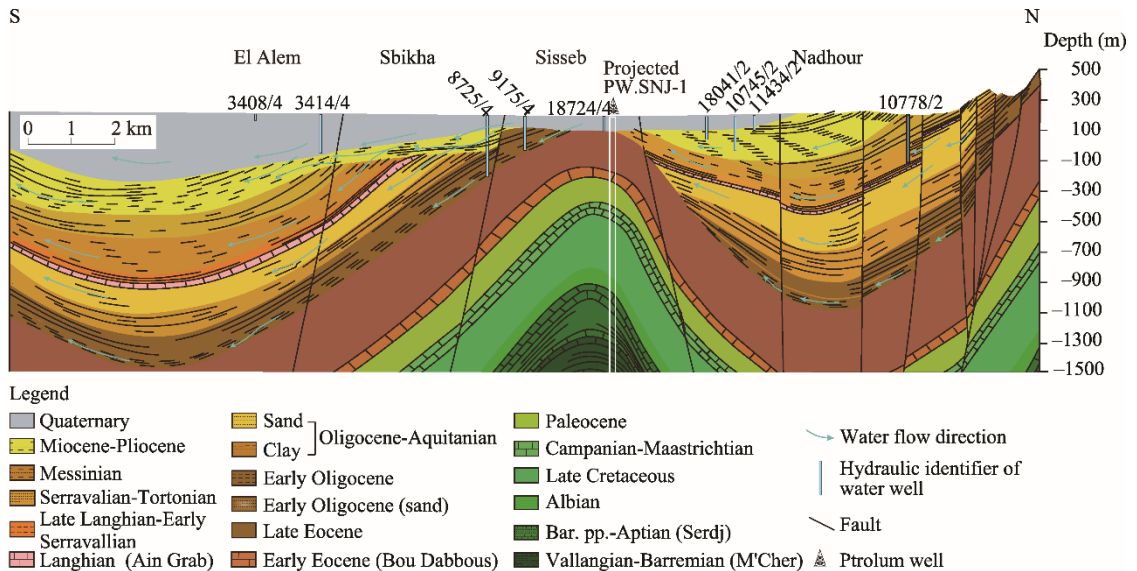 S
N
Depth (m)
El Alem
Sbikha
Sisseb
Projected
PW.SNJ-1
Nadhour
3408/4
3414/4
8725/4
9175/4
18724/4
18041/2
10745/2
11434/2
10778/2
0 1 2 km
500
300
100
–100
–300
–500
–700
–900
–1100
–1300
–1500
Legend
Quaternary
Miocene-Pliocene
Messinian
Serravalian-Tortonian
Late Langhian-Early
Serravallian
Langhian (Ain Grab)
Sand
Clay
Oligocene-Aquitanian
Early Oligocene
Early Oligocene (sand)
Late Eocene
Early Eocene (Bou Dabbous)
Paleocene
Campanian-Maastrichtian
Late Cretaceous
Albian
Bar. pp.-Aptian (Serdj)
Vallangian-Barremian (M'Cher)
Water flow direction
Hydraulic identifier of
water well
Fault
Ptrolum well